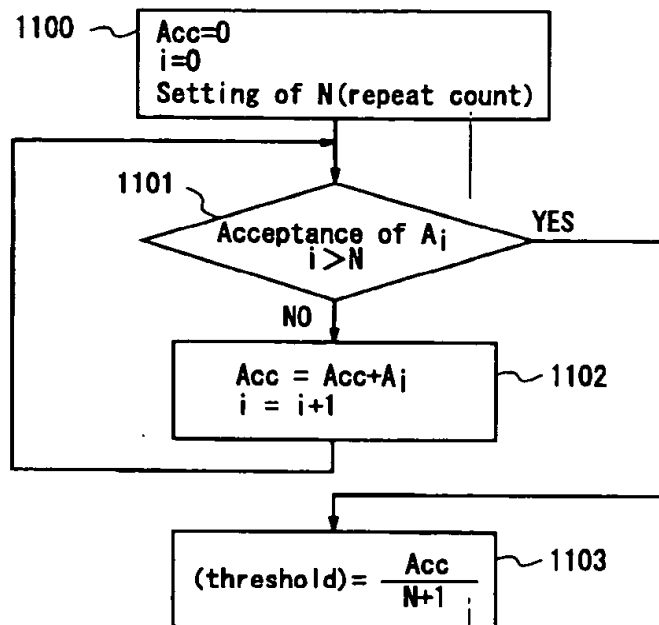 1100
Acc=0
i=0
Setting of N(repeat count)
1101
Acceptance of Ai
i>N
YES
NO
Acc = Acc+Ai
i = i+1
1102
(threshold)= Acc
N+1
1103